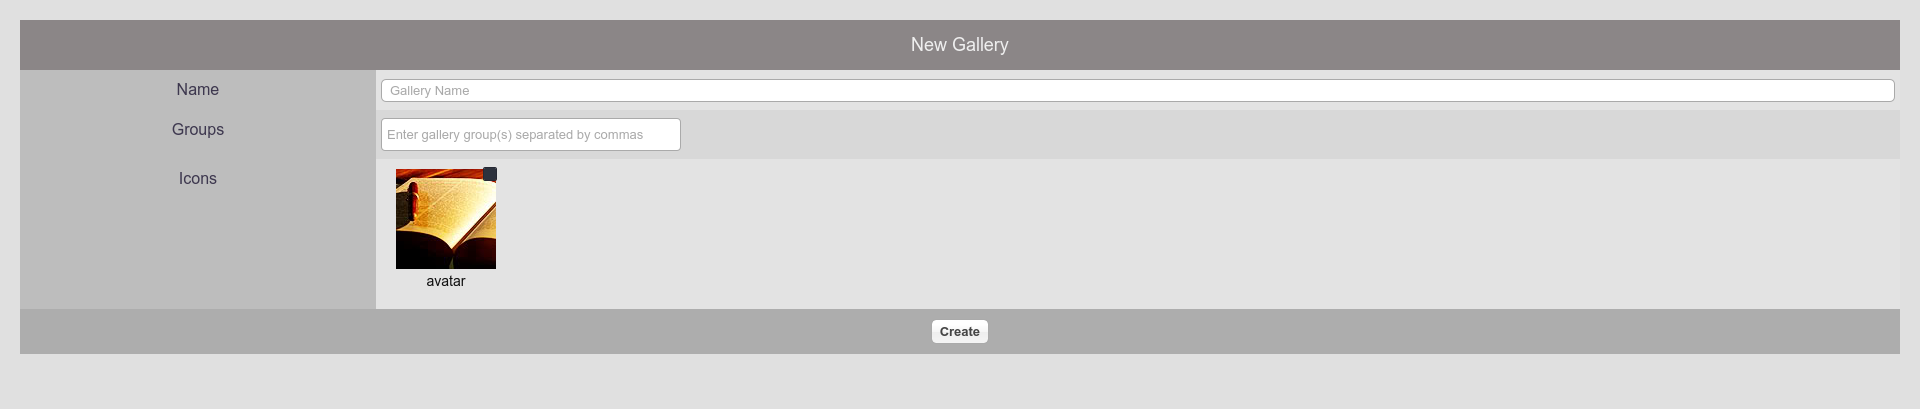 New Gallery
Name
Gallery Name
Groups
Enter gallery group(s) separated by commas
Icons
avatar
Create